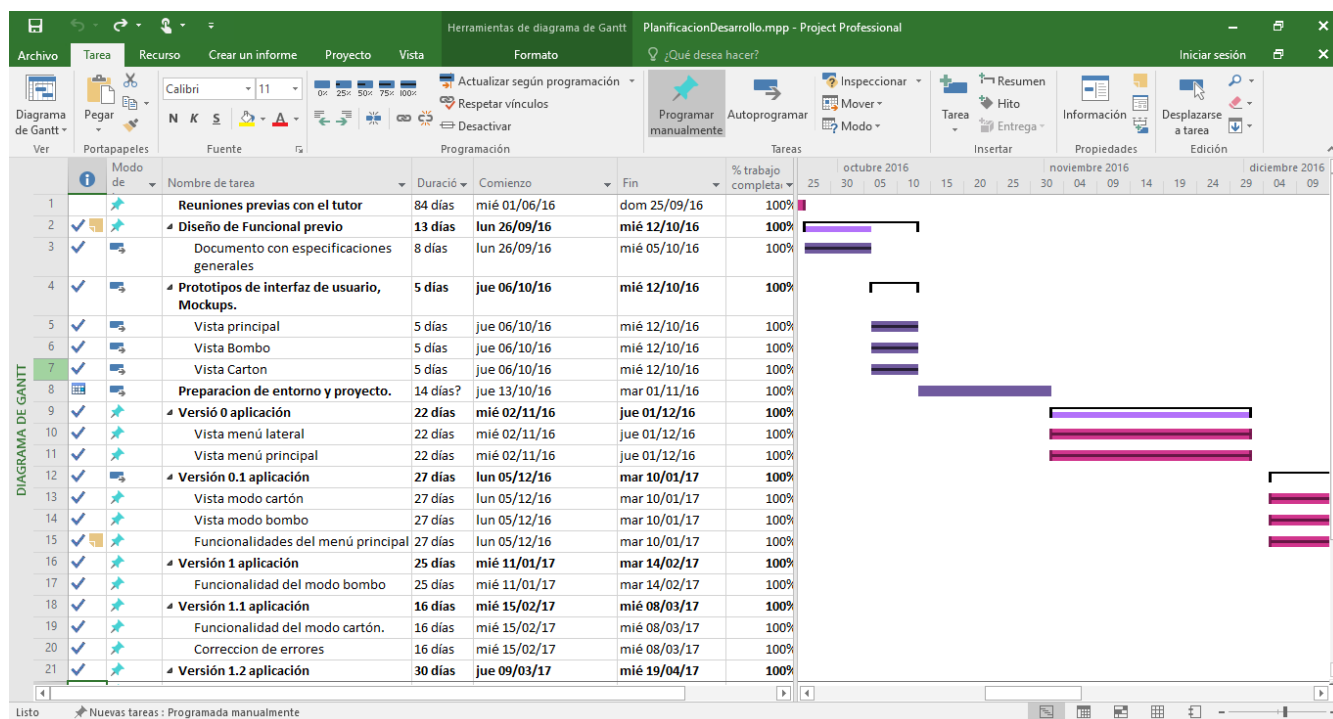 Herramientas de diagrama de Gantt PlanificacionDesarrollo.mpp - Project Professional
Archivo Tarea Recurso Crear un informe Proyecto Vista Formato ¿Qué desea hacer? Iniciar sesión
Diagrama de Gantt
Ver
Pegar
Portapapeles
Calibri 11
N K S
Fuente
0% 25% 50% 75% 100%
Actualizar según programación
Respetar vínculos
Desactivar
Programación
Programar manualmente
Autoprogramar
Inspeccionar
Mover
Modo
Tareas
Tarea
Resumen
Hito
Entrega
Insertar
Información
Propiedades
Desplazarse a tarea
Edición
Modo de Nombre de tarea Duració Comienzo Fin % trabajo completa
octubre 2016 noviembre 2016 diciembre 2016
25 30 05 10 15 20 25 30 04 09 14 19 24 29 04 09
DIAGRAMA DE GANTT
1 Reuniones previas con el tutor 84 días mié 01/06/16 dom 25/09/16 100%
2 Diseño de Funcional previo 13 días lun 26/09/16 mié 12/10/16 100%
3 Documento con especificaciones generales 8 días lun 26/09/16 mié 05/10/16 100%
4 Prototipos de interfaz de usuario, Mockups. 5 días jue 06/10/16 mié 12/10/16 100%
5 Vista principal 5 días jue 06/10/16 mié 12/10/16 100%
6 Vista Bombo 5 días jue 06/10/16 mié 12/10/16 100%
7 Vista Carton 5 días jue 06/10/16 mié 12/10/16 100%
8 Preparacion de entorno y proyecto. 14 días? jue 13/10/16 mar 01/11/16 100%
9 Versió 0 aplicación 22 días mié 02/11/16 jue 01/12/16 100%
10 Vista menú lateral 22 días mié 02/11/16 jue 01/12/16 100%
11 Vista menú principal 22 días mié 02/11/16 jue 01/12/16 100%
12 Versión 0.1 aplicación 27 días lun 05/12/16 mar 10/01/17 100%
13 Vista modo cartón 27 días lun 05/12/16 mar 10/01/17 100%
14 Vista modo bombo 27 días lun 05/12/16 mar 10/01/17 100%
15 Funcionalidades del menú principal 27 días lun 05/12/16 mar 10/01/17 100%
16 Versión 1 aplicación 25 días mié 11/01/17 mar 14/02/17 100%
17 Funcionalidad del modo bombo 25 días mié 11/01/17 mar 14/02/17 100%
18 Versión 1.1 aplicación 16 días mié 15/02/17 mié 08/03/17 100%
19 Funcionalidad del modo cartón. 16 días mié 15/02/17 mié 08/03/17 100%
20 Correccion de errores 16 días mié 15/02/17 mié 08/03/17 100%
21 Versión 1.2 aplicación 30 días jue 09/03/17 mié 19/04/17 100%
Listo Nuevas tareas : Programada manualmente